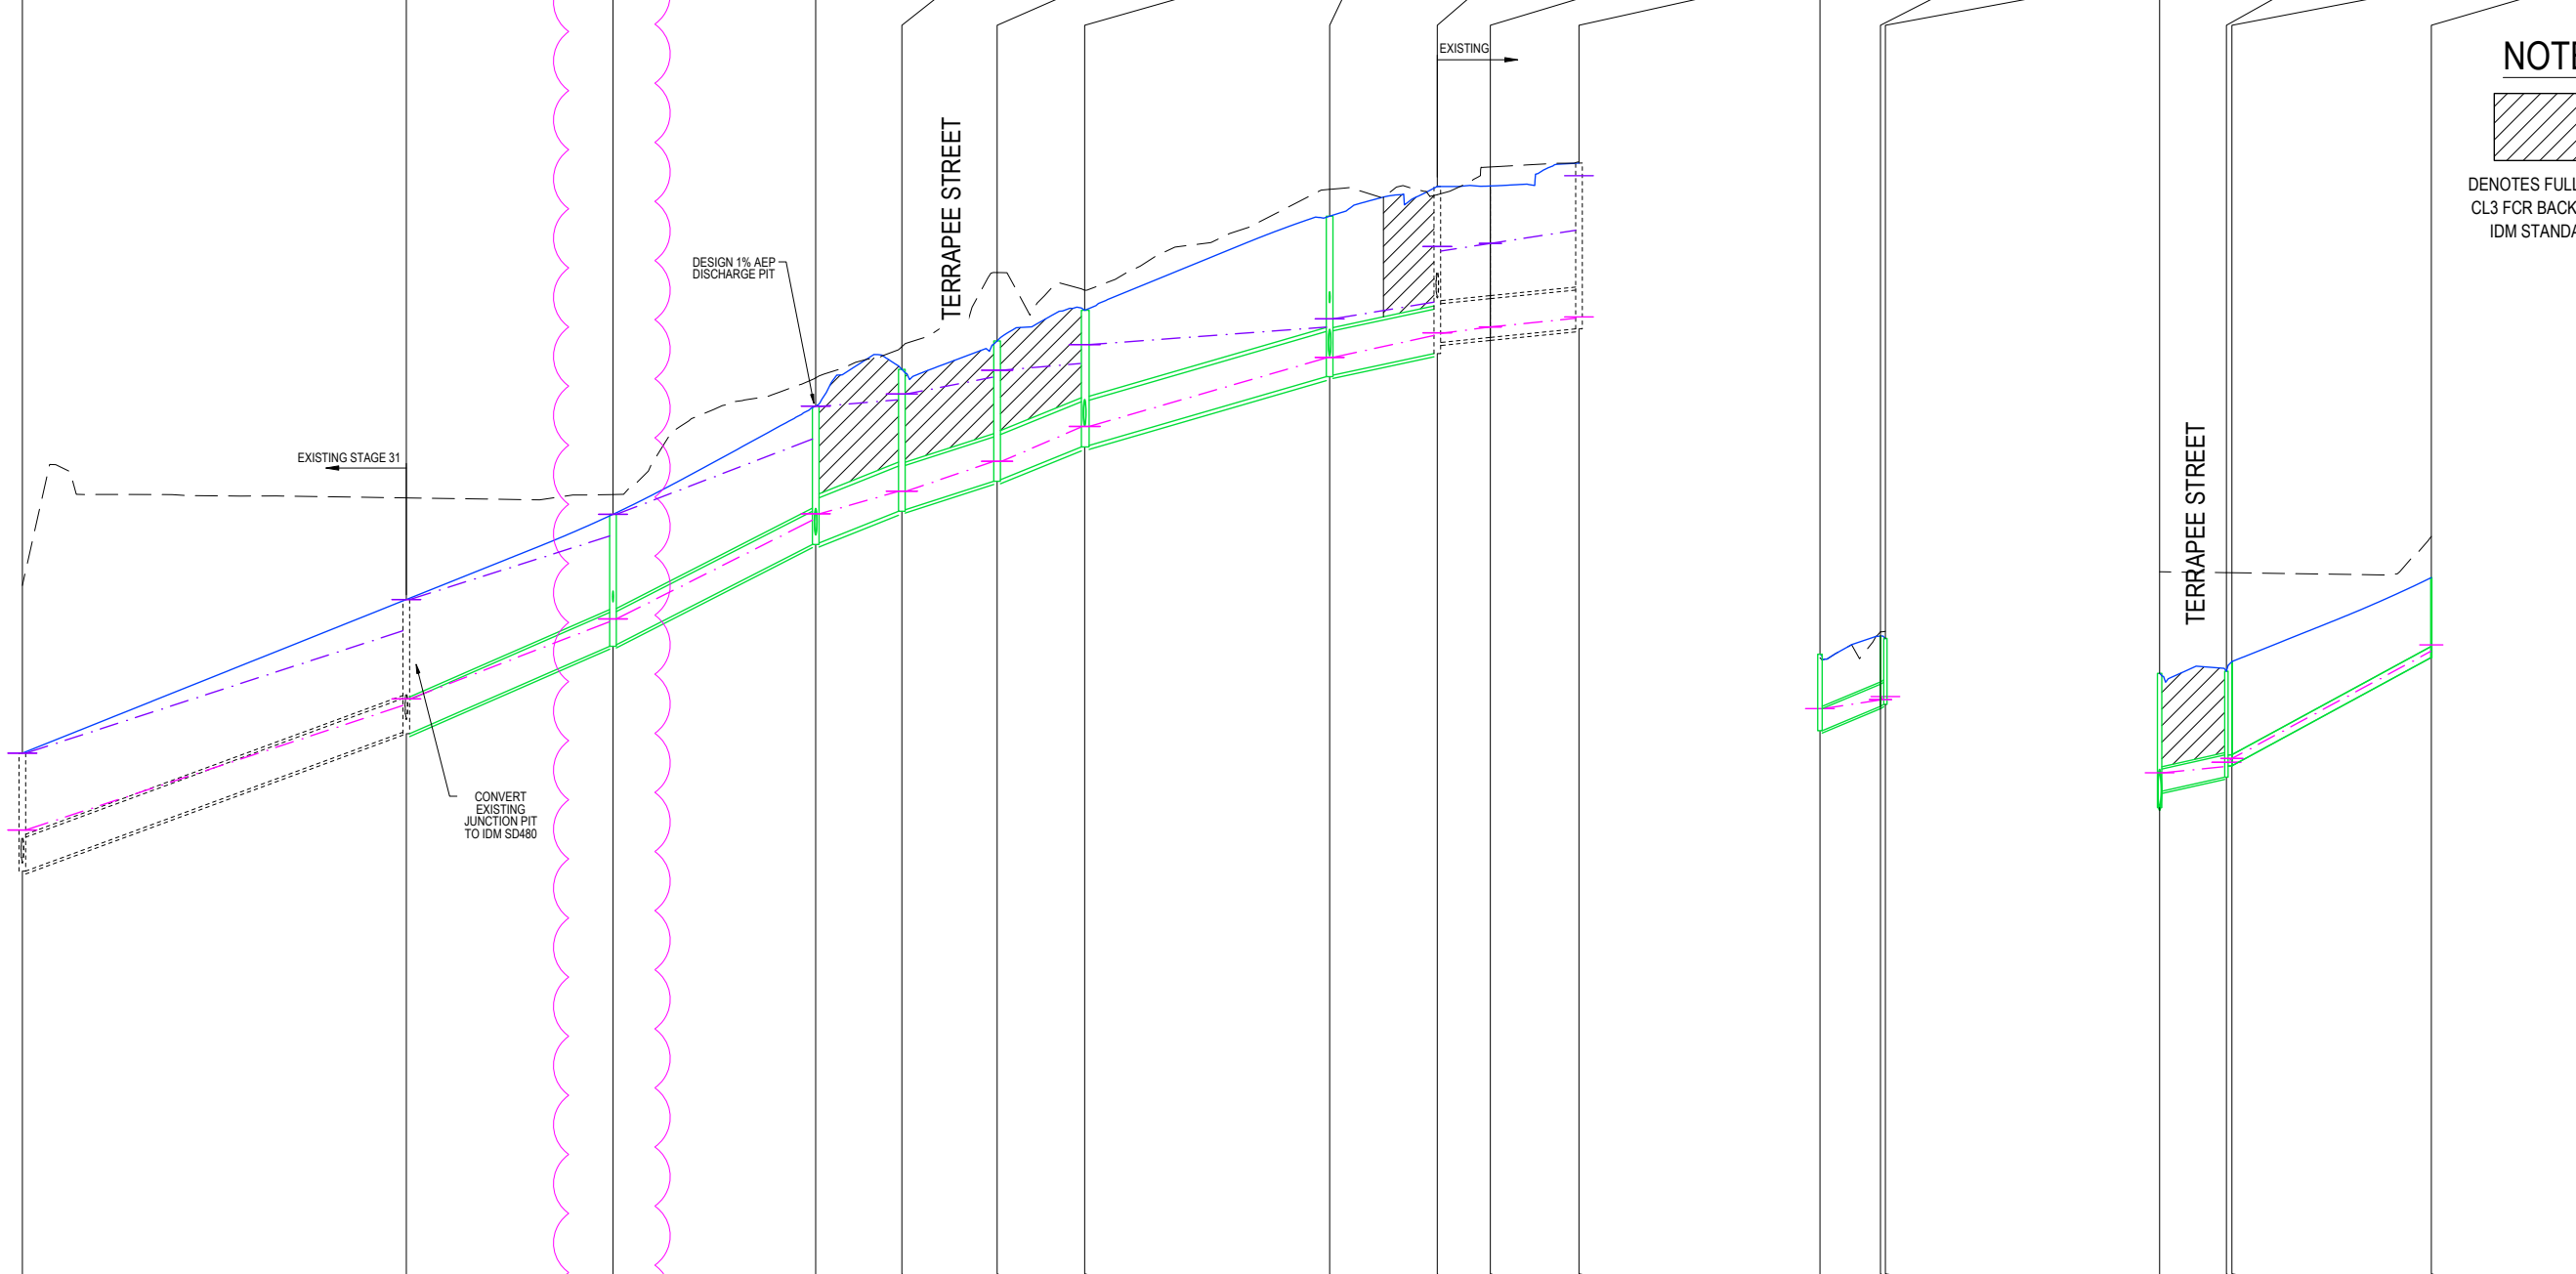 EXISTING
NOTE
TERRAPEE STREET
DENOTES FULL
CL3 FCR BACK
IDM STANDA
DESIGN 1% AEP
DISCHARGE PIT
EXISTING STAGE 31
TERRAPEE STREET
CONVERT
EXISTING
JUNCTION PIT
TO IDM SD480